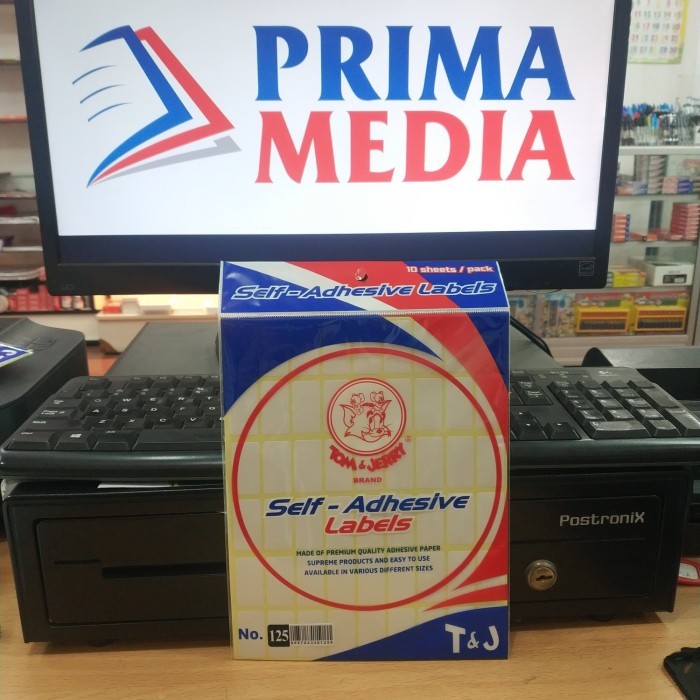 PRIMA
MEDIA
10 sheets / pack
Self-Adhesive Labels
TOM & JERRY
®
BRAND
Self - Adhesive
Labels
MADE OF PREMIUM QUALITY ADHESIVE PAPER
SUPREME PRODUCTS AND EASY TO USE
AVAILABLE IN VARIOUS DIFFERENT SIZES
No. 125
T&J
PostroniX